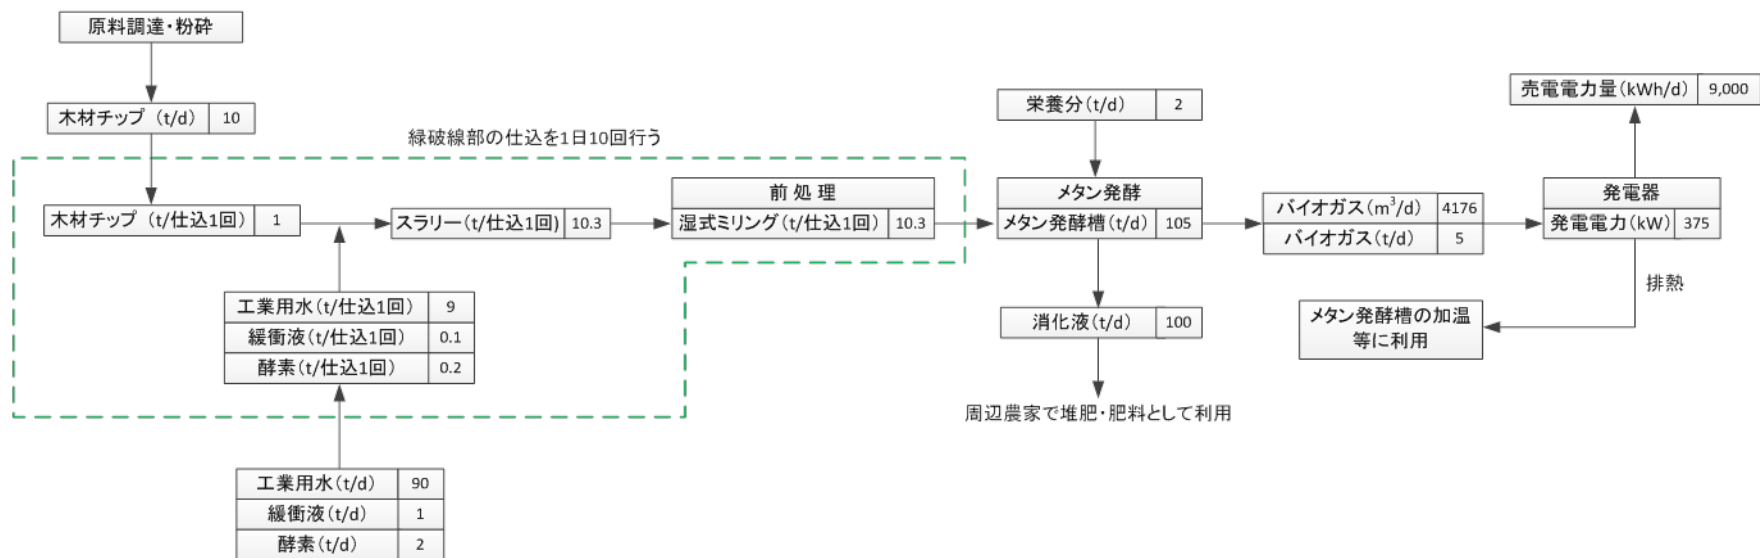 原料調達・粉砕
木材チップ (t/d) 10
緑破線部の仕込を1日10回行う
木材チップ (t/仕込1回) 1
スラリー(t/仕込1回) 10.3
前 処 理
湿式ミリング(t/仕込1回) 10.3
工業用水(t/仕込1回) 9
緩衝液(t/仕込1回) 0.1
酵素(t/仕込1回) 0.2
工業用水(t/d) 90
緩衝液(t/d) 1
酵素(t/d) 2
栄養分(t/d) 2
メタン発酵
メタン発酵槽(t/d) 105
消化液(t/d) 100
周辺農家で堆肥・肥料として利用
バイオガス(m³/d) 4176
バイオガス(t/d) 5
売電電力量(kWh/d) 9,000
発電器
発電電力(kW) 375
排熱
メタン発酵槽の加温
等に利用